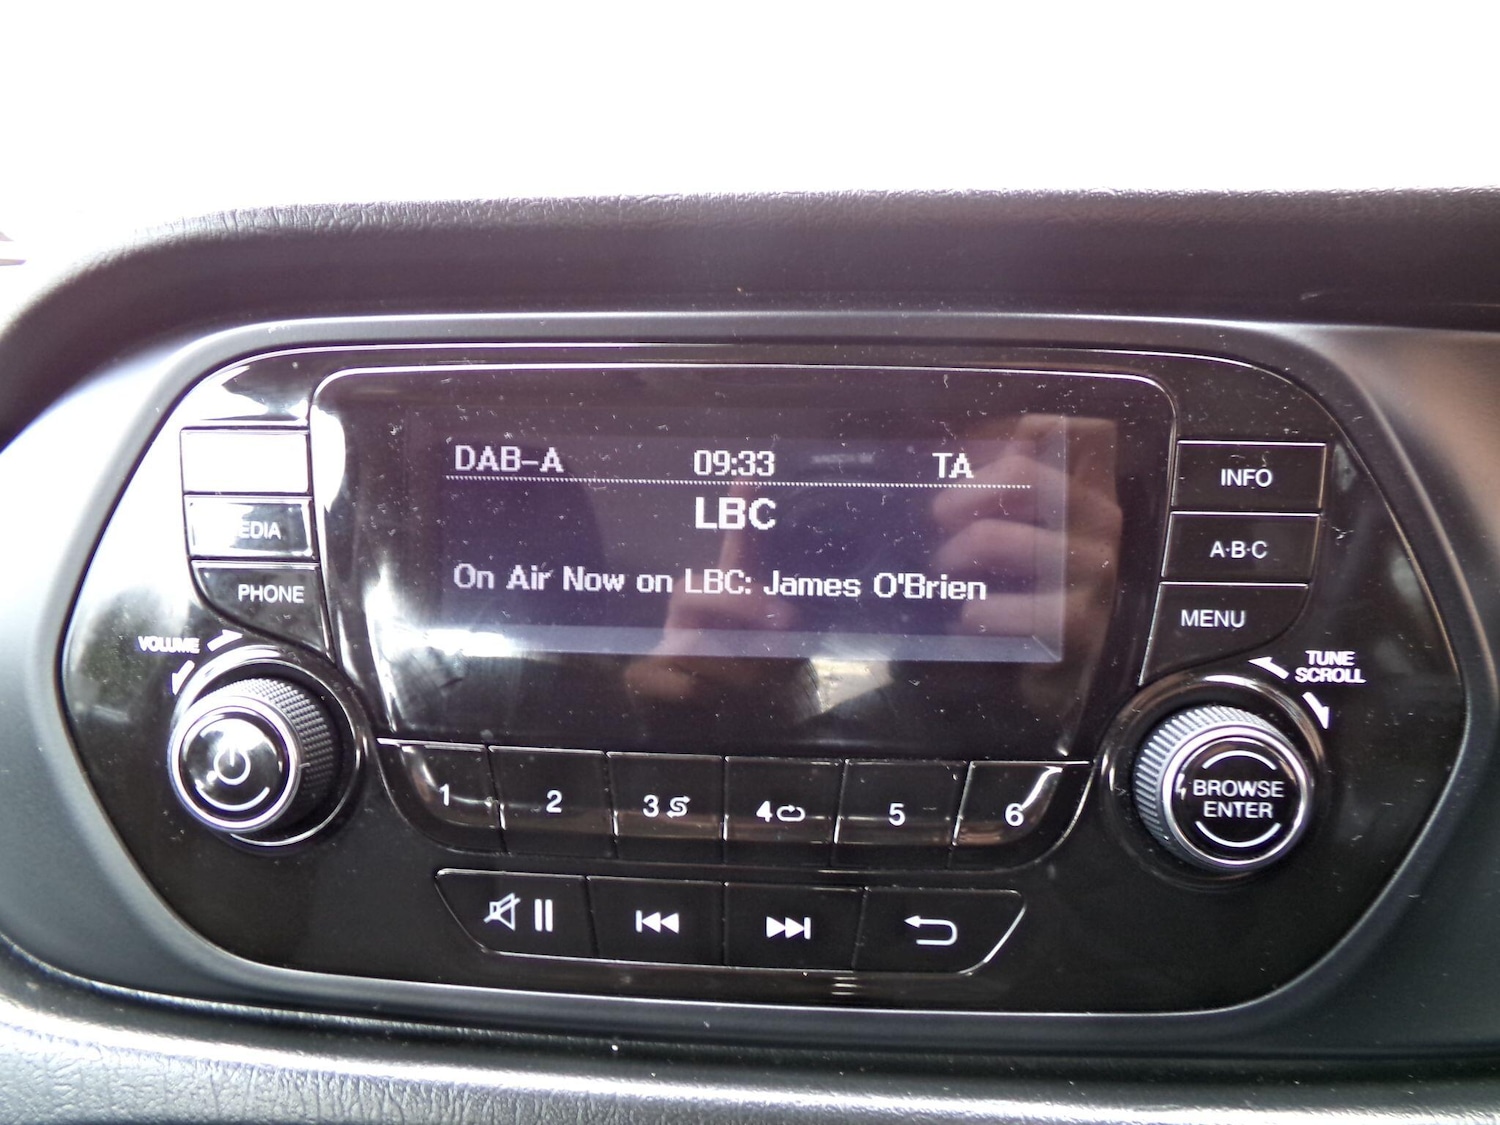 DAB-A 09:33 TA
LBC
On Air Now on LBC: James O'Brien
EDIA
PHONE
VOLUME
INFO
A·B·C
MENU
TUNE
SCROLL
1 2 3 4 5 6
BROWSE
ENTER